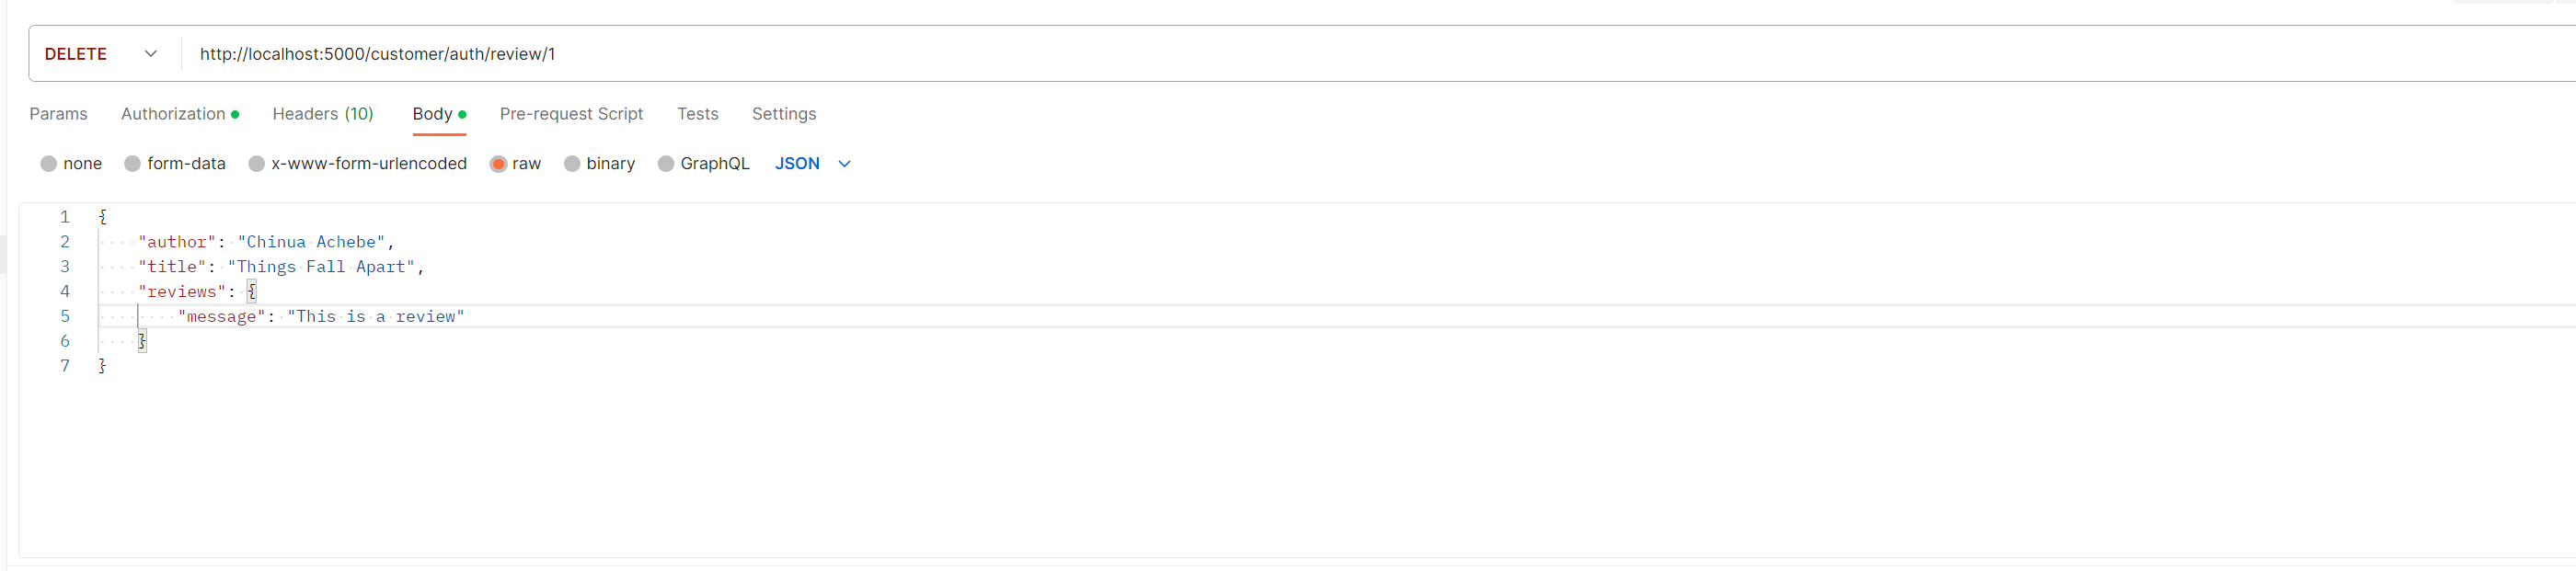 DELETE http://localhost:5000/customer/auth/review/1
Params Authorization Headers (10) Body Pre-request Script Tests Settings
none form-data x-www-form-urlencoded raw binary GraphQL JSON
1 {
2 "author": "Chinua Achebe",
3 "title": "Things Fall Apart",
4 "reviews": {
5 "message": "This is a review"
6 }
7 }